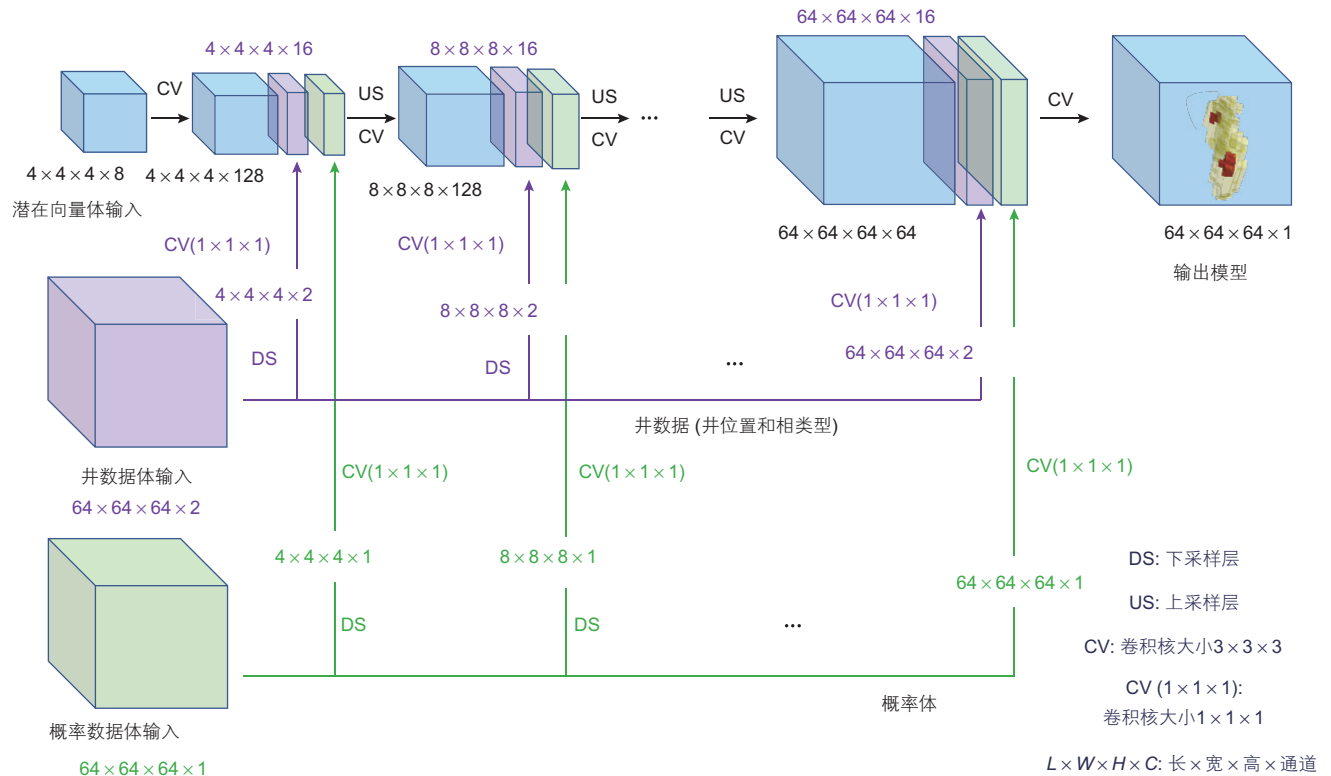 64×64×64×16
4×4×4×16
8×8×8×16
CV
US
CV
US
CV
...
US
CV
CV
4×4×4×8
4×4×4×128
8×8×8×128
64×64×64×64
64×64×64×1
潜在向量体输入
输出模型
CV(1×1×1)
CV(1×1×1)
CV(1×1×1)
4×4×4×2
8×8×8×2
64×64×64×2
DS
DS
...
井数据 (井位置和相类型)
井数据体输入
64×64×64×2
CV(1×1×1)
CV(1×1×1)
CV(1×1×1)
4×4×4×1
8×8×8×1
64×64×64×1
DS
DS
...
概率体
概率数据体输入
64×64×64×1
DS: 下采样层
US: 上采样层
CV: 卷积核大小3×3×3
CV (1×1×1):
卷积核大小1×1×1
L×W×H×C: 长×宽×高×通道